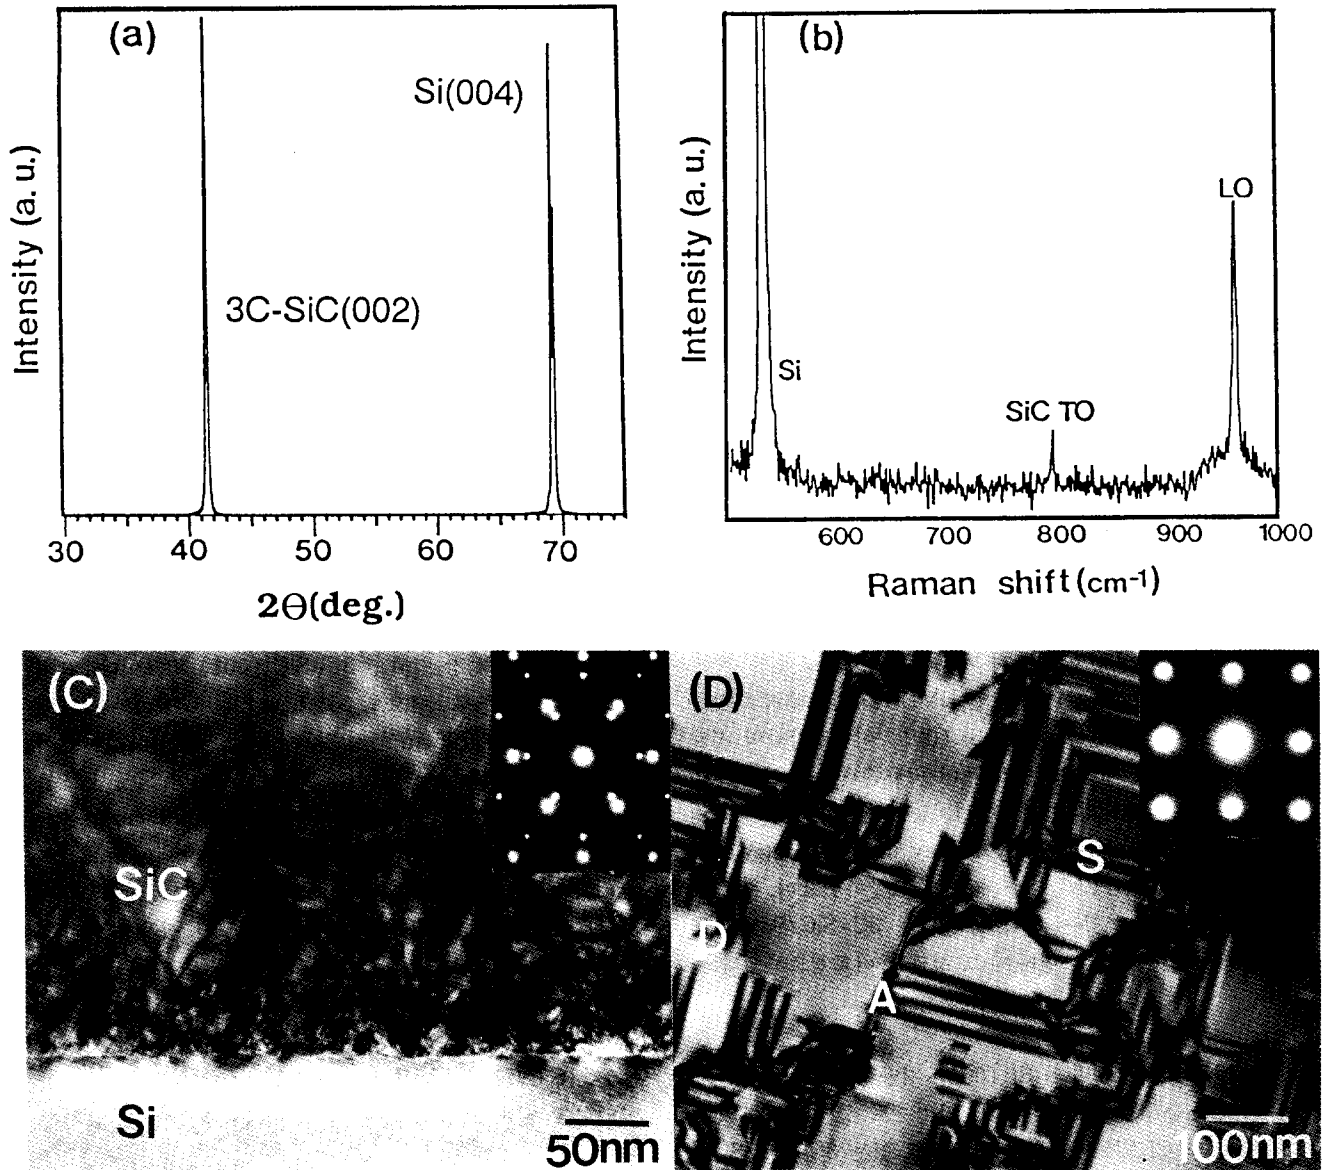 (a)
Si(004)
3C-SiC(002)
Intensity (a. u.)
30 40 50 60 70
2Θ(deg.)
(b)
LO
Si
SiC TO
Intensity (a. u.)
600 700 800 900 1000
Raman shift(cm-1)
(C)
SiC
Si
50nm
(D)
S
D
A
100nm